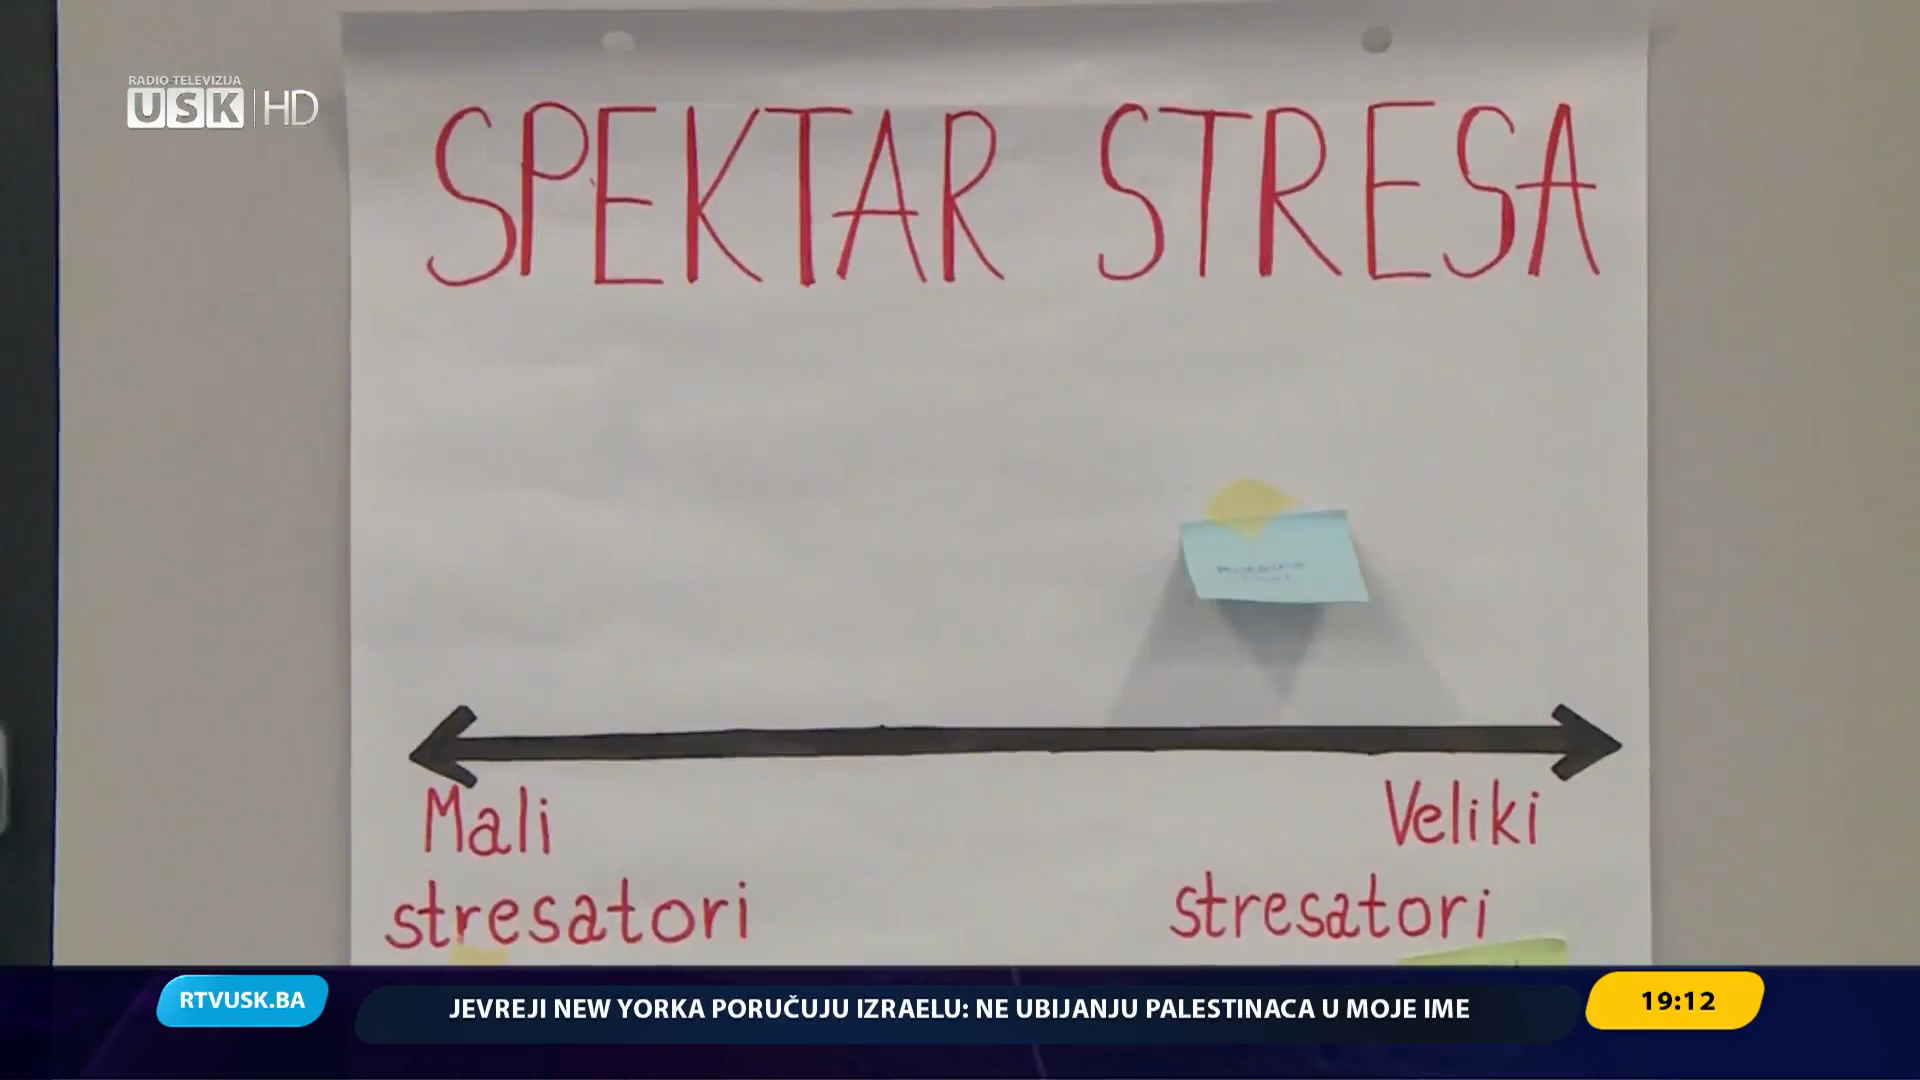 RADIO-TELEVIZIJA
USK HD
SPEKTAR STRESA
Mali
stresatori
Veliki
stresatori
RTVUSK.BA
JEVREJI NEW YORKA PORUČUJU IZRAELU: NE UBIJANJU PALESTINACA U MOJE IME
19:12